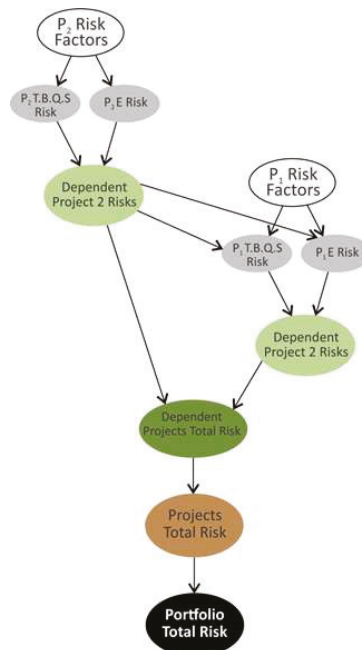 P₂ Risk
Factors
P₂ T.B.Q.S
Risk
P₂ E Risk
Dependent
Project 2 Risks
P₁ Risk
Factors
P₁ T.B.Q.S
Risk
P₁ E Risk
Dependent
Project 2 Risks
Dependent
Projects Total Risk
Projects
Total Risk
Portfolio
Total Risk